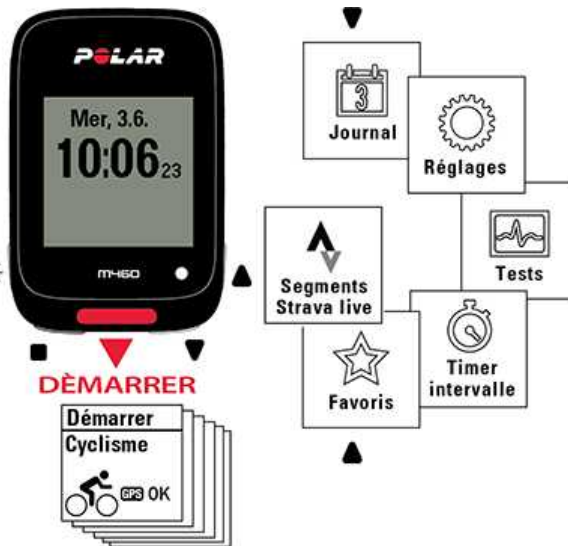 POLAR
Mer, 3.6.
10:06 23
M460
DÈMARRER
Démarrer
Cyclisme
GPS OK
3
Journal
Réglages
Tests
Segments
Strava live
Timer
intervalle
Favoris